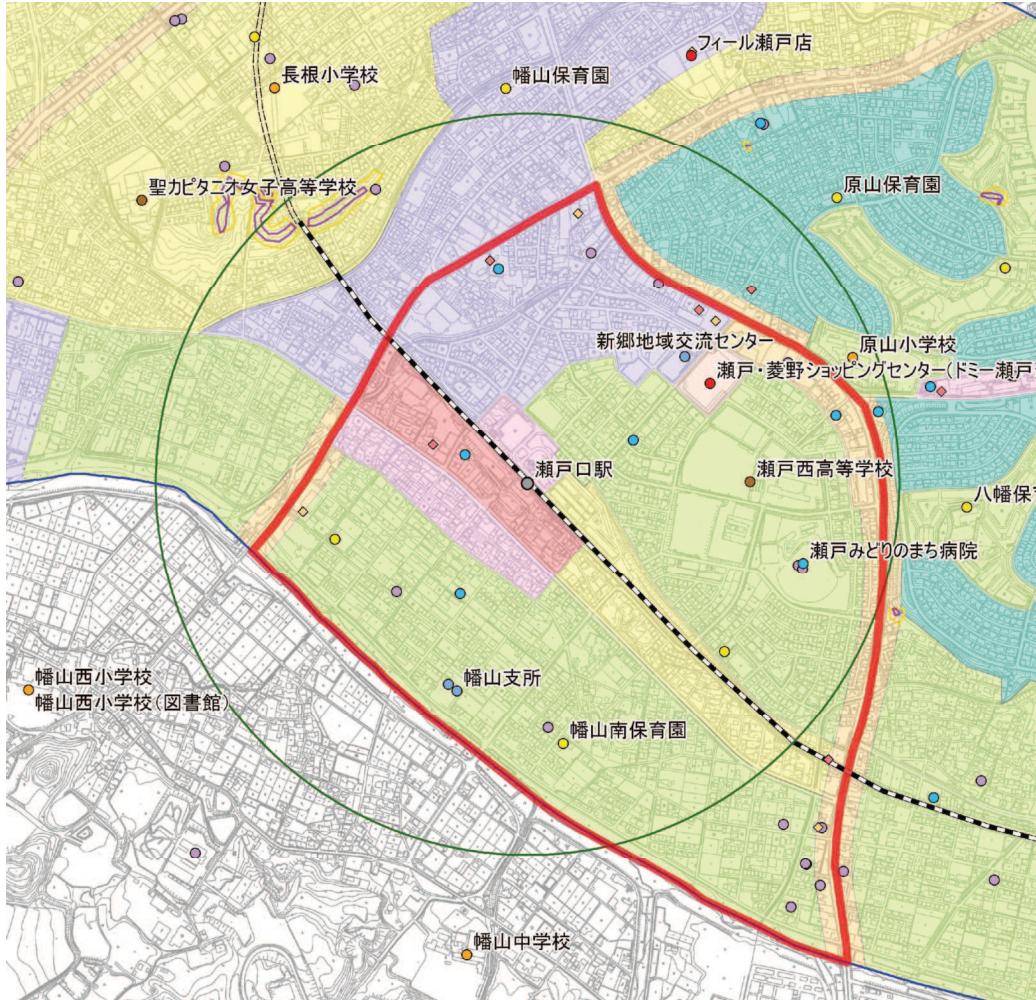 フィール瀬戸店
長根小学校
幡山保育園
聖カピタニオ女子高等学校
原山保育園
新郷地域交流センター
原山小学校
瀬戸・菱野ショッピングセンター(ドミー瀬戸
瀬戸口駅
瀬戸西高等学校
八幡保
瀬戸みどりのまち病院
幡山西小学校
幡山西小学校(図書館)
幡山支所
幡山南保育園
幡山中学校